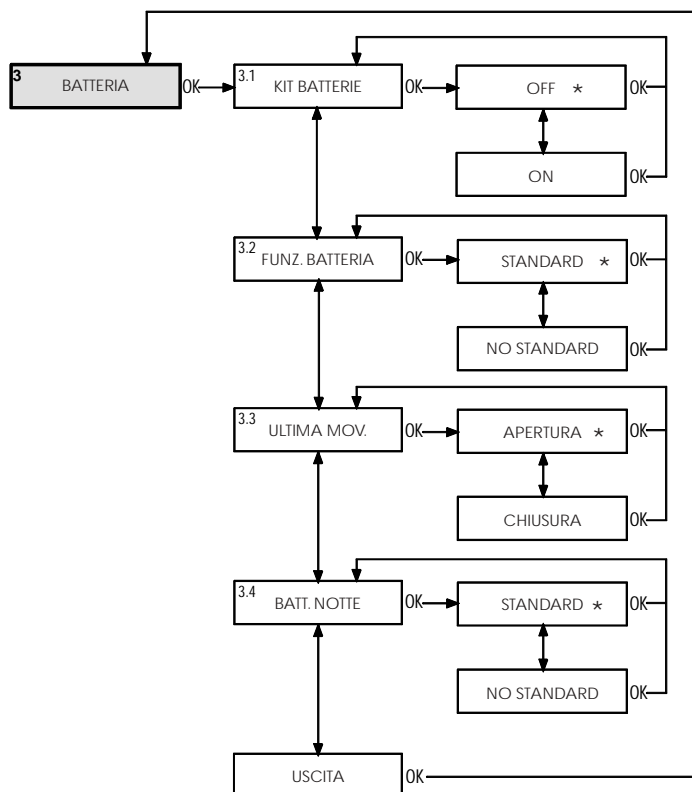 3
BATTERIA OK
3.1
KIT BATTERIE OK
OFF * OK
ON OK
3.2
FUNZ. BATTERIA OK
STANDARD * OK
NO STANDARD OK
3.3
ULTIMA MOV. OK
APERTURA * OK
CHIUSURA OK
3.4
BATT. NOTTE OK
STANDARD * OK
NO STANDARD OK
USCITA OK